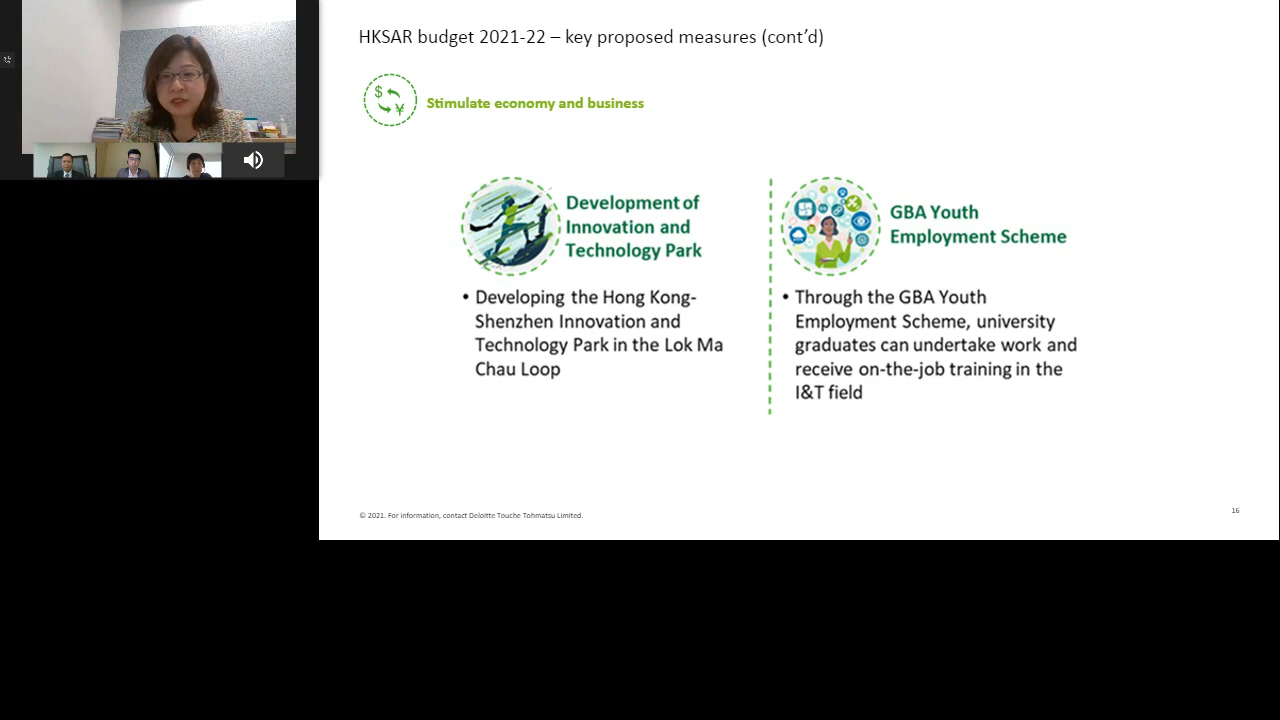 HKSAR budget 2021-22 – key proposed measures (cont’d)
$
¥
Stimulate economy and business
Development of
Innovation and
Technology Park
• Developing the Hong Kong-
Shenzhen Innovation and
Technology Park in the Lok Ma
Chau Loop
GBA Youth
Employment Scheme
• Through the GBA Youth
Employment Scheme, university
graduates can undertake work and
receive on-the-job training in the
I&T field
© 2021. For information, contact Deloitte Touche Tohmatsu Limited.
16